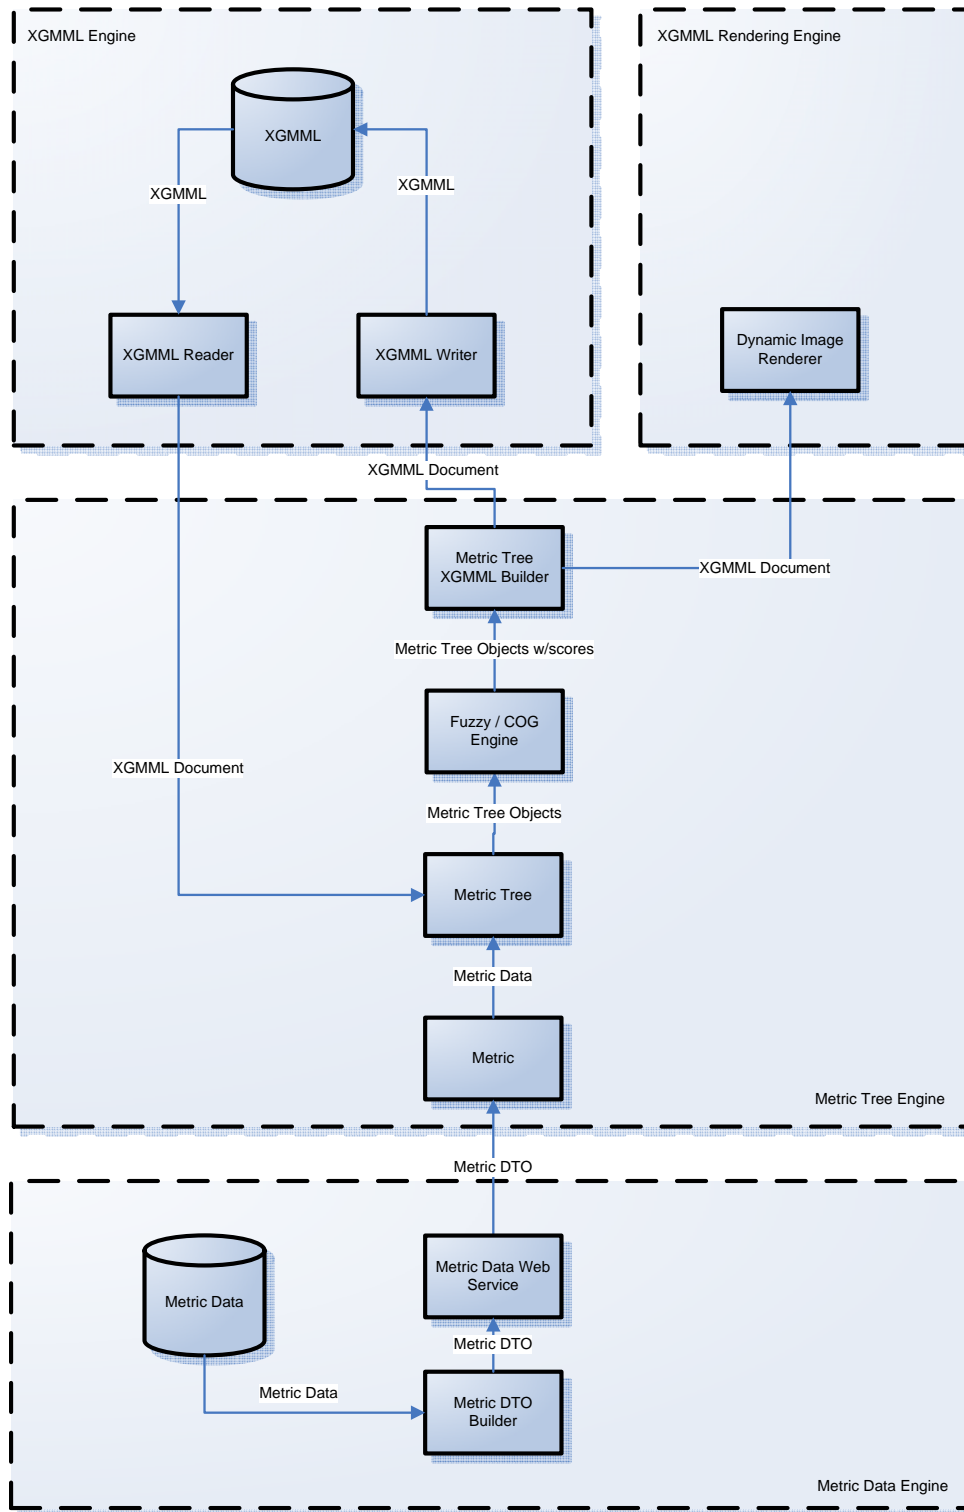 XGMML Engine
XGMML Rendering Engine
XGMML
XGMML
XGMML
XGMML Reader
XGMML Writer
Dynamic Image
Renderer
XGMML Document
Metric Tree
XGMML Builder
XGMML Document
Metric Tree Objects w/scores
Fuzzy / COG
Engine
XGMML Document
Metric Tree Objects
Metric Tree
Metric Data
Metric
Metric Tree Engine
Metric DTO
Metric Data Web
Service
Metric Data
Metric DTO
Metric Data
Metric DTO
Builder
Metric Data Engine